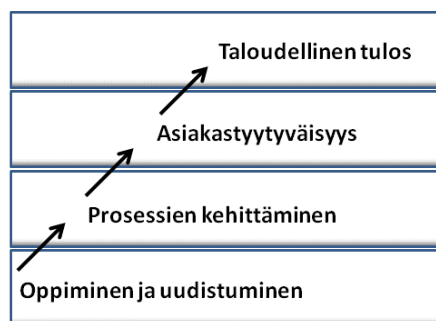 Taloudellinen tulos
Asiakastyytyväisyys
Prosessien kehittäminen
Oppiminen ja uudistuminen